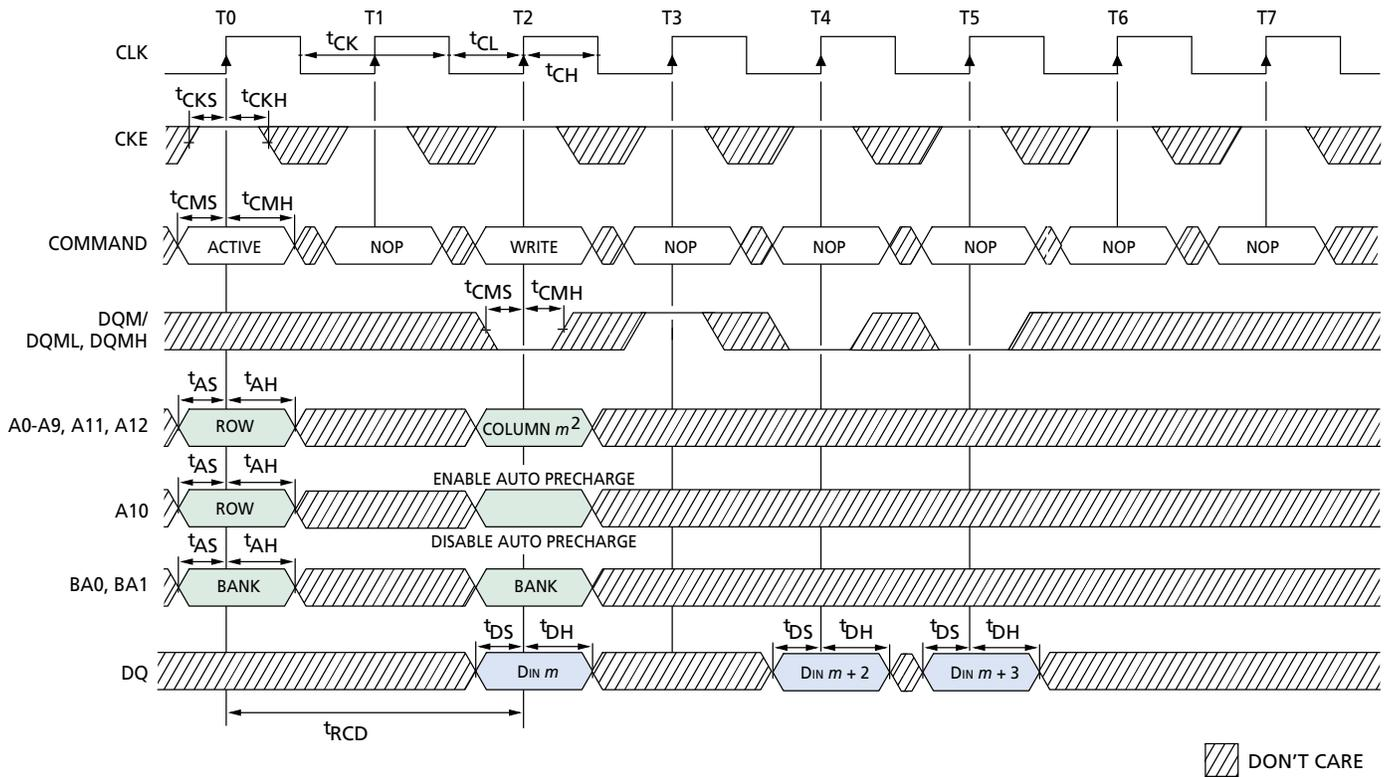 T0 T1 T2 T3 T4 T5 T6 T7
CLK tCK tCL
tCH
tCKS tCKH
CKE
tCMS tCMH
COMMAND ACTIVE NOP WRITE NOP NOP NOP NOP NOP
tCMS tCMH
DQM/
DQML, DQMH
tAS tAH
A0-A9, A11, A12 ROW COLUMN m2
tAS tAH
ENABLE AUTO PRECHARGE
A10 ROW
DISABLE AUTO PRECHARGE
tAS tAH
BA0, BA1 BANK BANK
tDS tDH tDS tDH tDS tDH
DQ DIN m DIN m + 2 DIN m + 3
tRCD
DON'T CARE